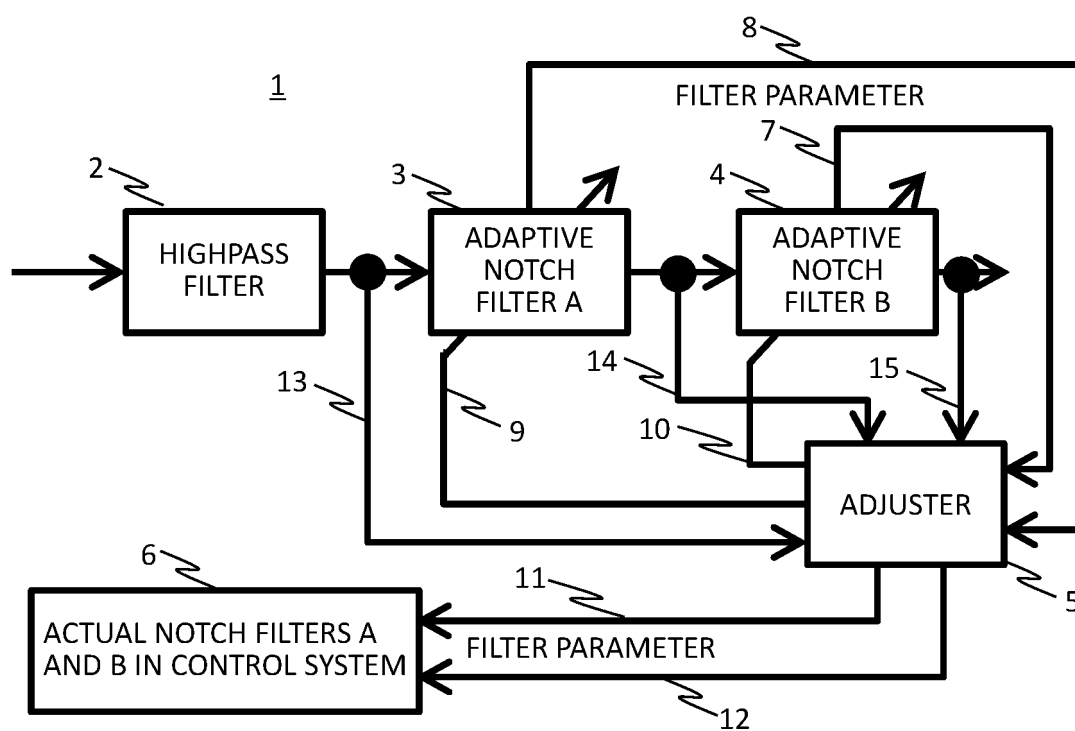 8
1
FILTER PARAMETER
7
2
3
4
HIGHPASS
FILTER
ADAPTIVE
NOTCH
FILTER A
ADAPTIVE
NOTCH
FILTER B
13
9
14
10
15
ADJUSTER
6
11
5
ACTUAL NOTCH FILTERS A
AND B IN CONTROL SYSTEM
FILTER PARAMETER
12